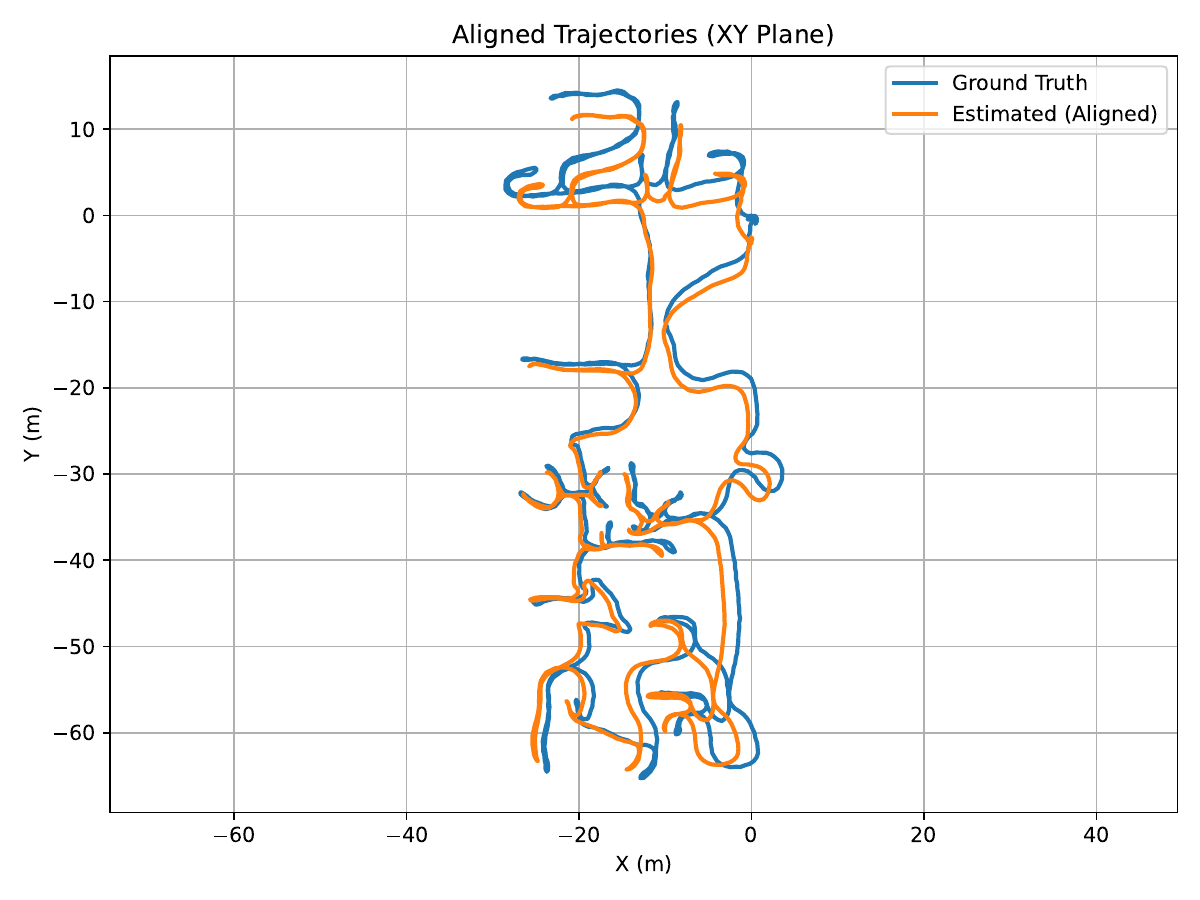 Aligned Trajectories (XY Plane)
Ground Truth
Estimated (Aligned)
10
0
−10
−20
−30
−40
−50
−60
Y (m)
−60
−40
−20
0
20
40
X (m)